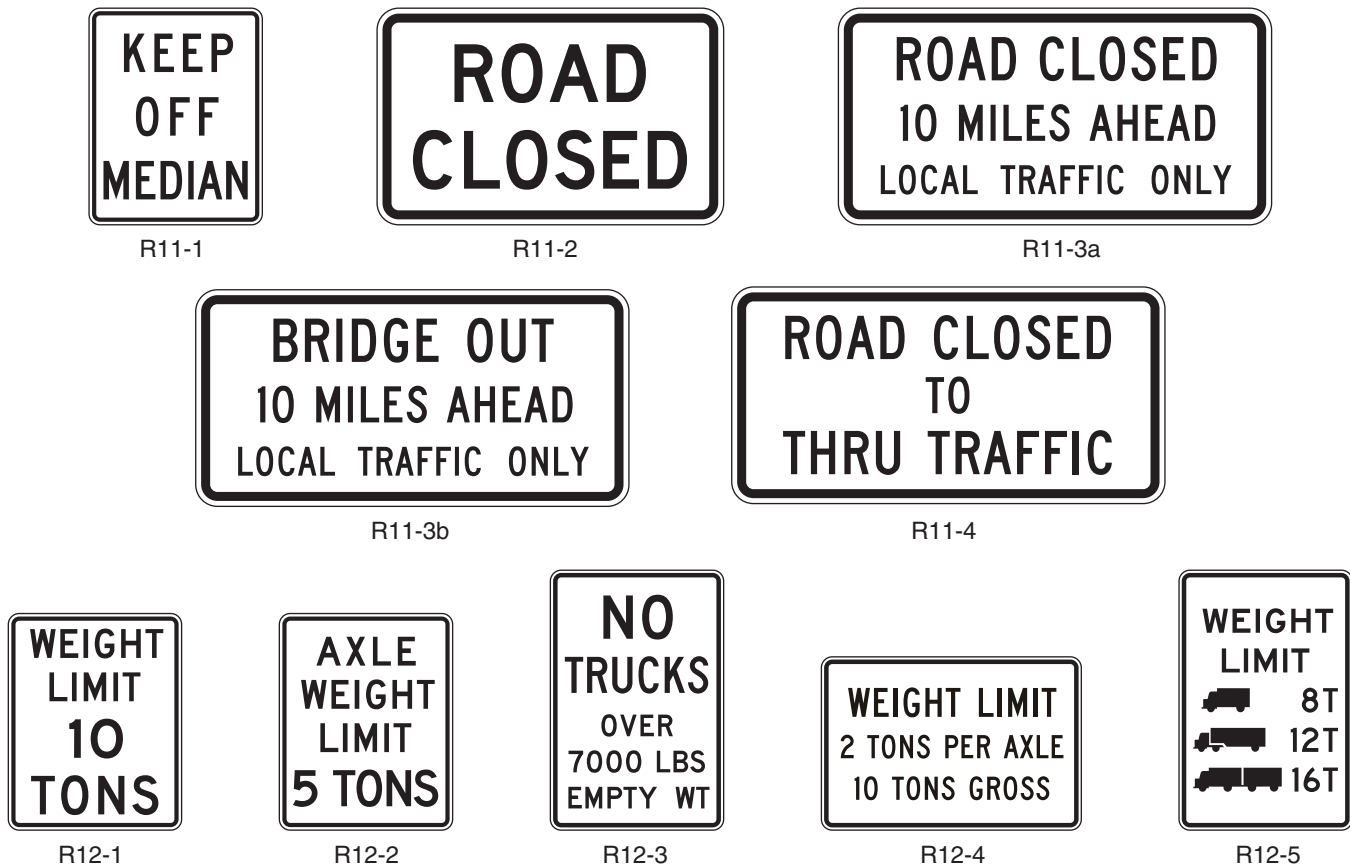 KEEP
OFF
MEDIAN
R11-1
ROAD
CLOSED
R11-2
ROAD CLOSED
10 MILES AHEAD
LOCAL TRAFFIC ONLY
R11-3a
BRIDGE OUT
10 MILES AHEAD
LOCAL TRAFFIC ONLY
R11-3b
ROAD CLOSED
TO
THRU TRAFFIC
R11-4
WEIGHT
LIMIT
10
TONS
R12-1
AXLE
WEIGHT
LIMIT
5 TONS
R12-2
NO
TRUCKS
OVER
7000 LBS
EMPTY WT
R12-3
WEIGHT LIMIT
2 TONS PER AXLE
10 TONS GROSS
R12-4
WEIGHT
LIMIT
8T
12T
16T
R12-5